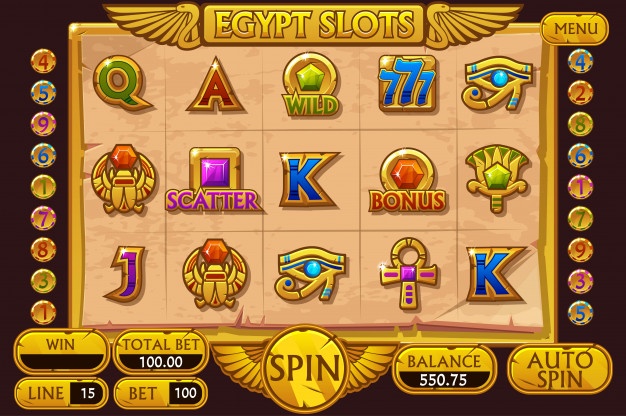 EGYPT SLOTS
MENU
4
5
9
6
1
7
8
3
1
Q A WILD 777
SCATTER K BONUS
J K
4
2
8
6
1
7
9
3
5
WIN
TOTAL BET
100.00
LINE 15
BET 100
SPIN
BALANCE
550.75
AUTO
SPIN